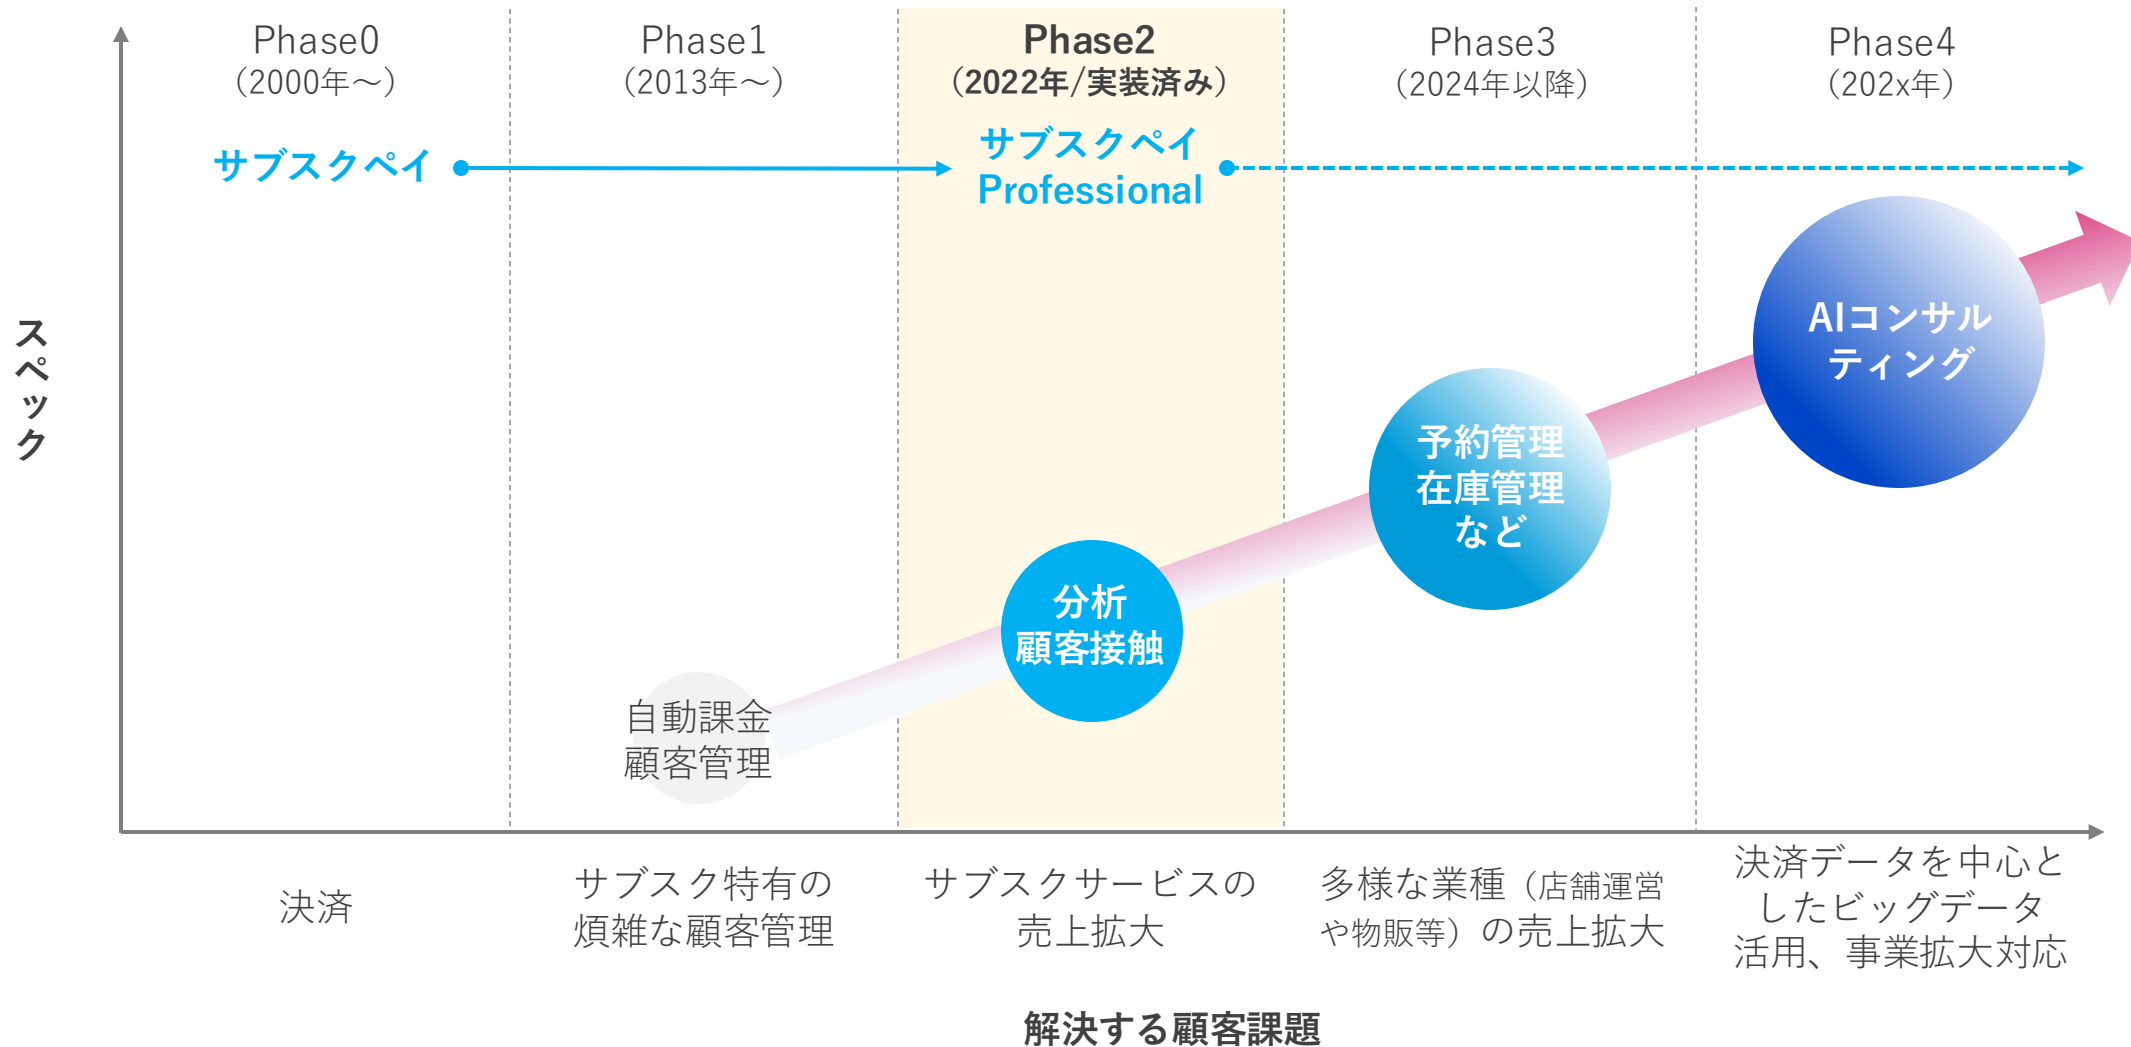 Phase0
（2000年～）
Phase1
（2013年～）
Phase2
（2022年/実装済み）
Phase3
（2024年以降）
Phase4
（202x年）
サブスクペイ
サブスクペイ
Professional
スペック
AIコンサル
ティング
予約管理
在庫管理
など
分析
顧客接触
自動課金
顧客管理
決済
サブスク特有の
煩雑な顧客管理
サブスクサービスの
売上拡大
多様な業種（店舗運営
や物販等）の売上拡大
決済データを中心と
したビッグデータ
活用、事業拡大対応
解決する顧客課題